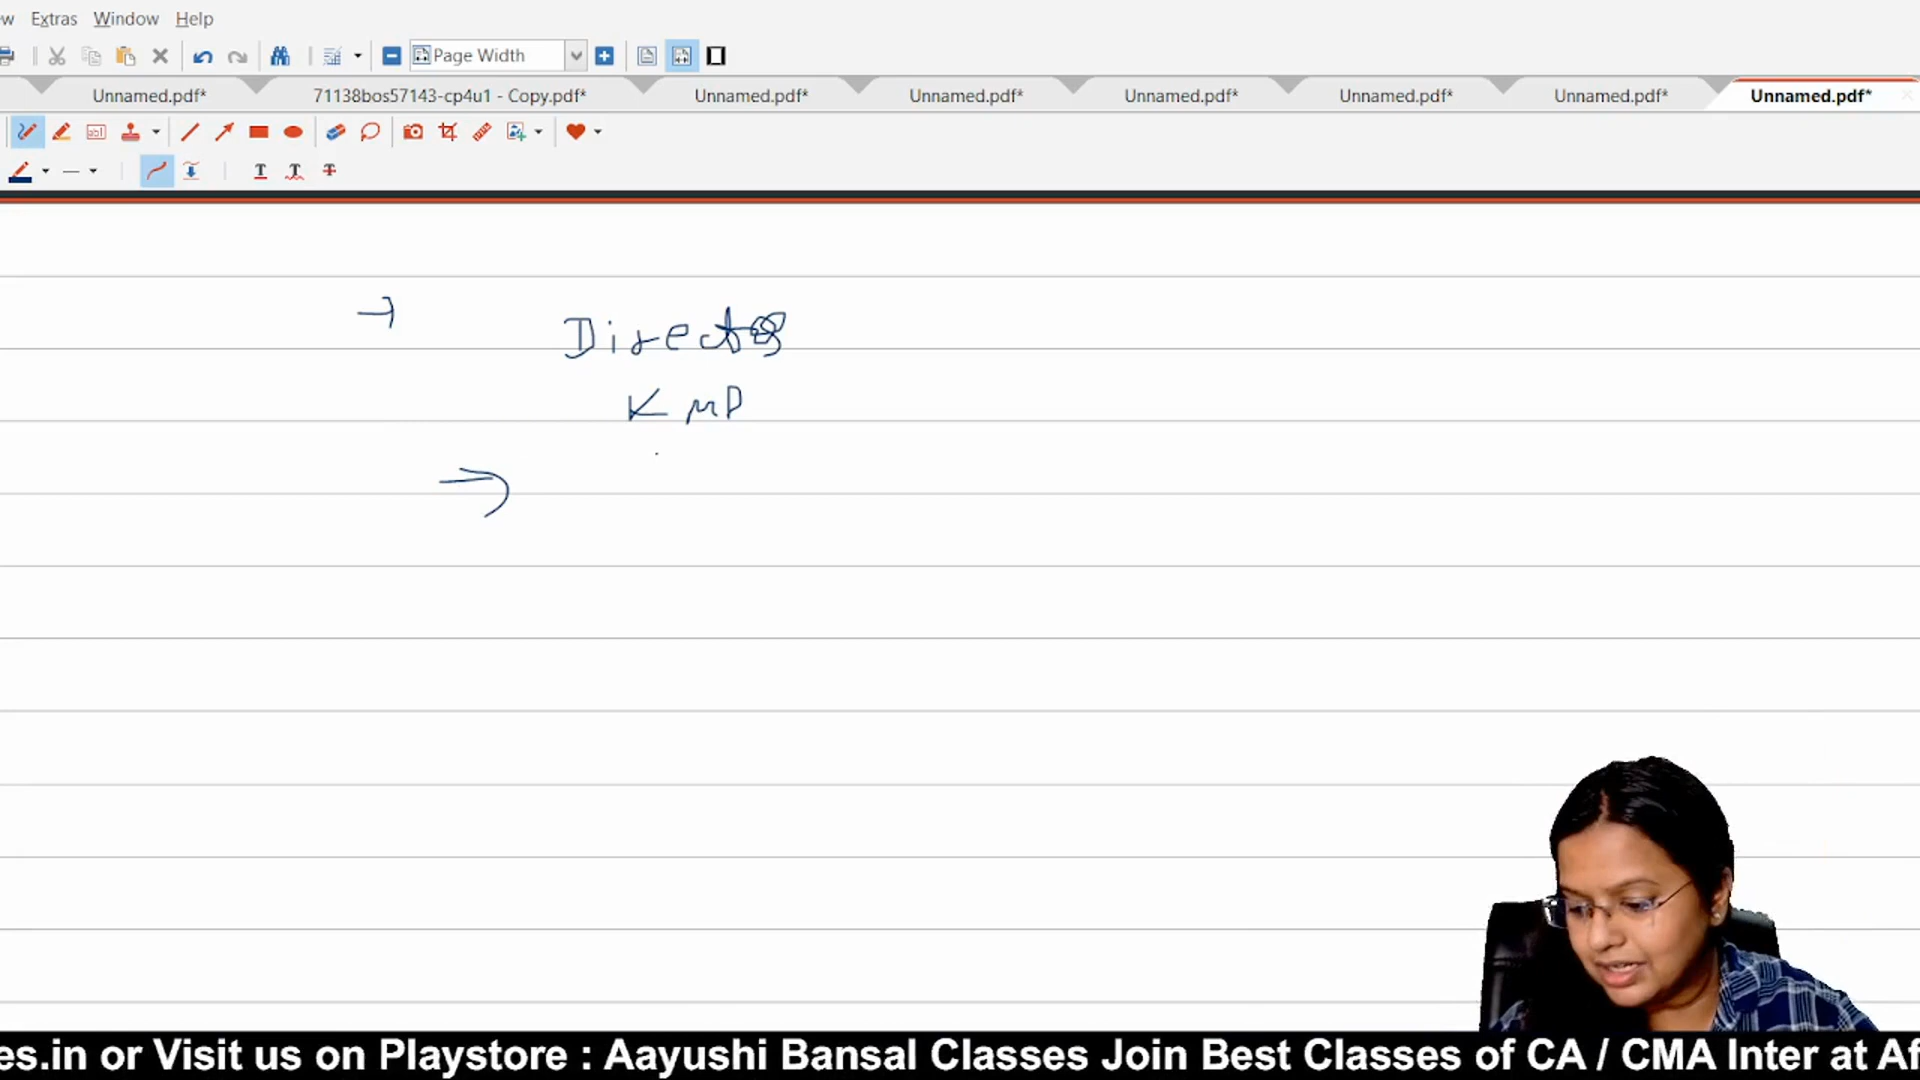 Extras Window Help
Page Width
Unnamed.pdf* 71138bos57143-cp4u1 - Copy.pdf* Unnamed.pdf* Unnamed.pdf* Unnamed.pdf* Unnamed.pdf* Unnamed.pdf* Unnamed.pdf*
T T T
KMP
es.in or Visit us on Playstore : Aayushi Bansal Classes Join Best Classes of CA / CMA Inter at Af